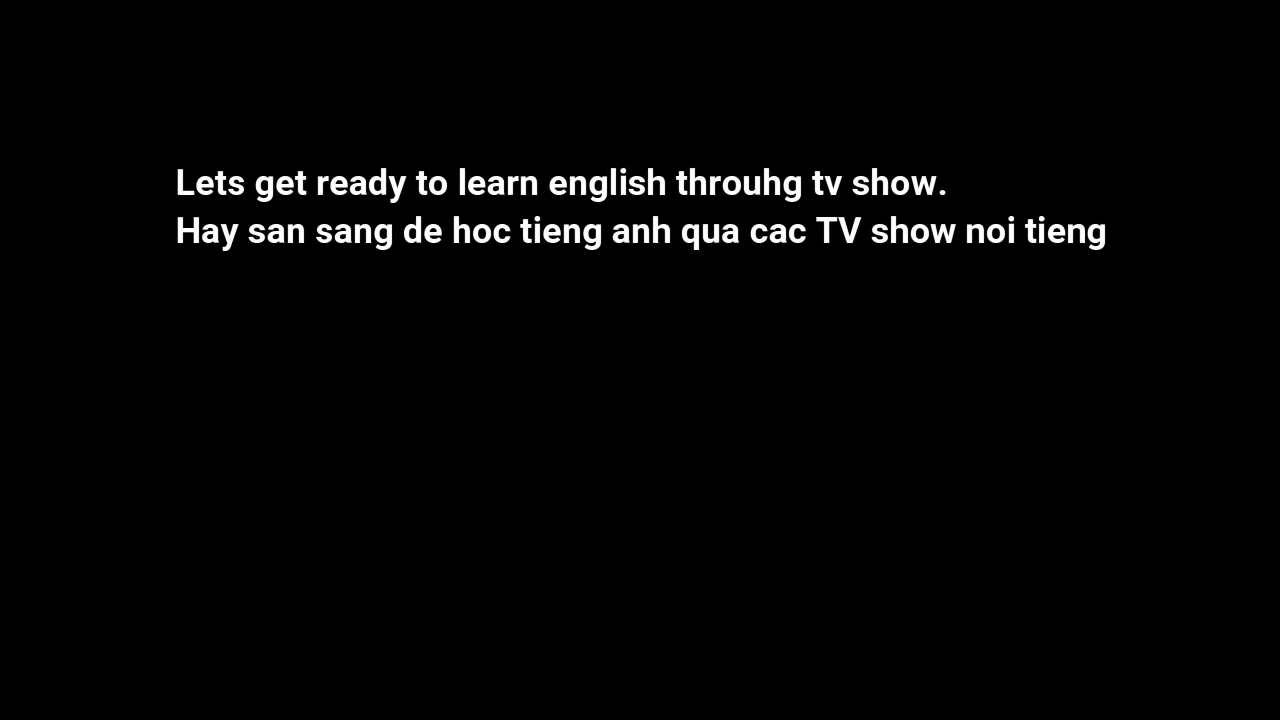 Lets get ready to learn english throuhg tv show.
Hay san sang de hoc tieng anh qua cac TV show noi tieng